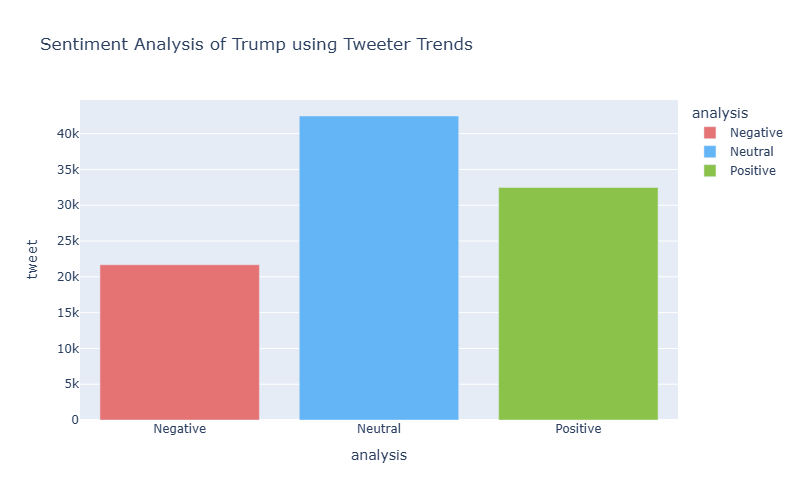 Sentiment Analysis of Trump using Tweeter Trends
analysis
Negative
Neutral
Positive
40k
35k
30k
25k
20k
15k
10k
5k
0
tweet
Negative Neutral Positive
analysis